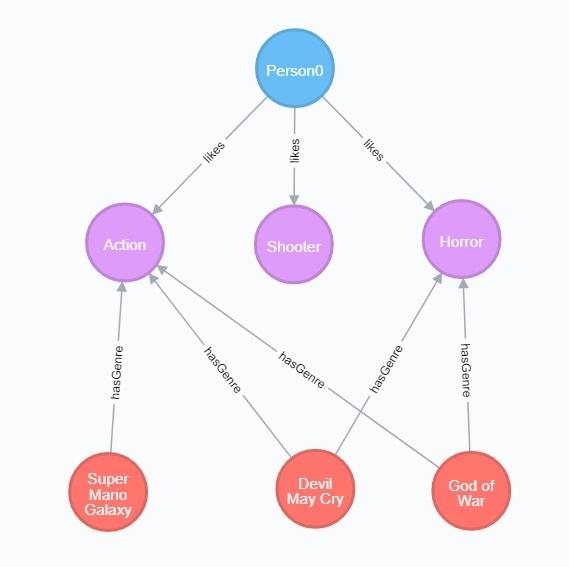 Person0
likes
likes
likes
Action
Shooter
Horror
hasGenre
hasGenre
hasGenre
hasGenre
hasGenre
Super
Mario
Galaxy
Devil
May Cry
God of
War